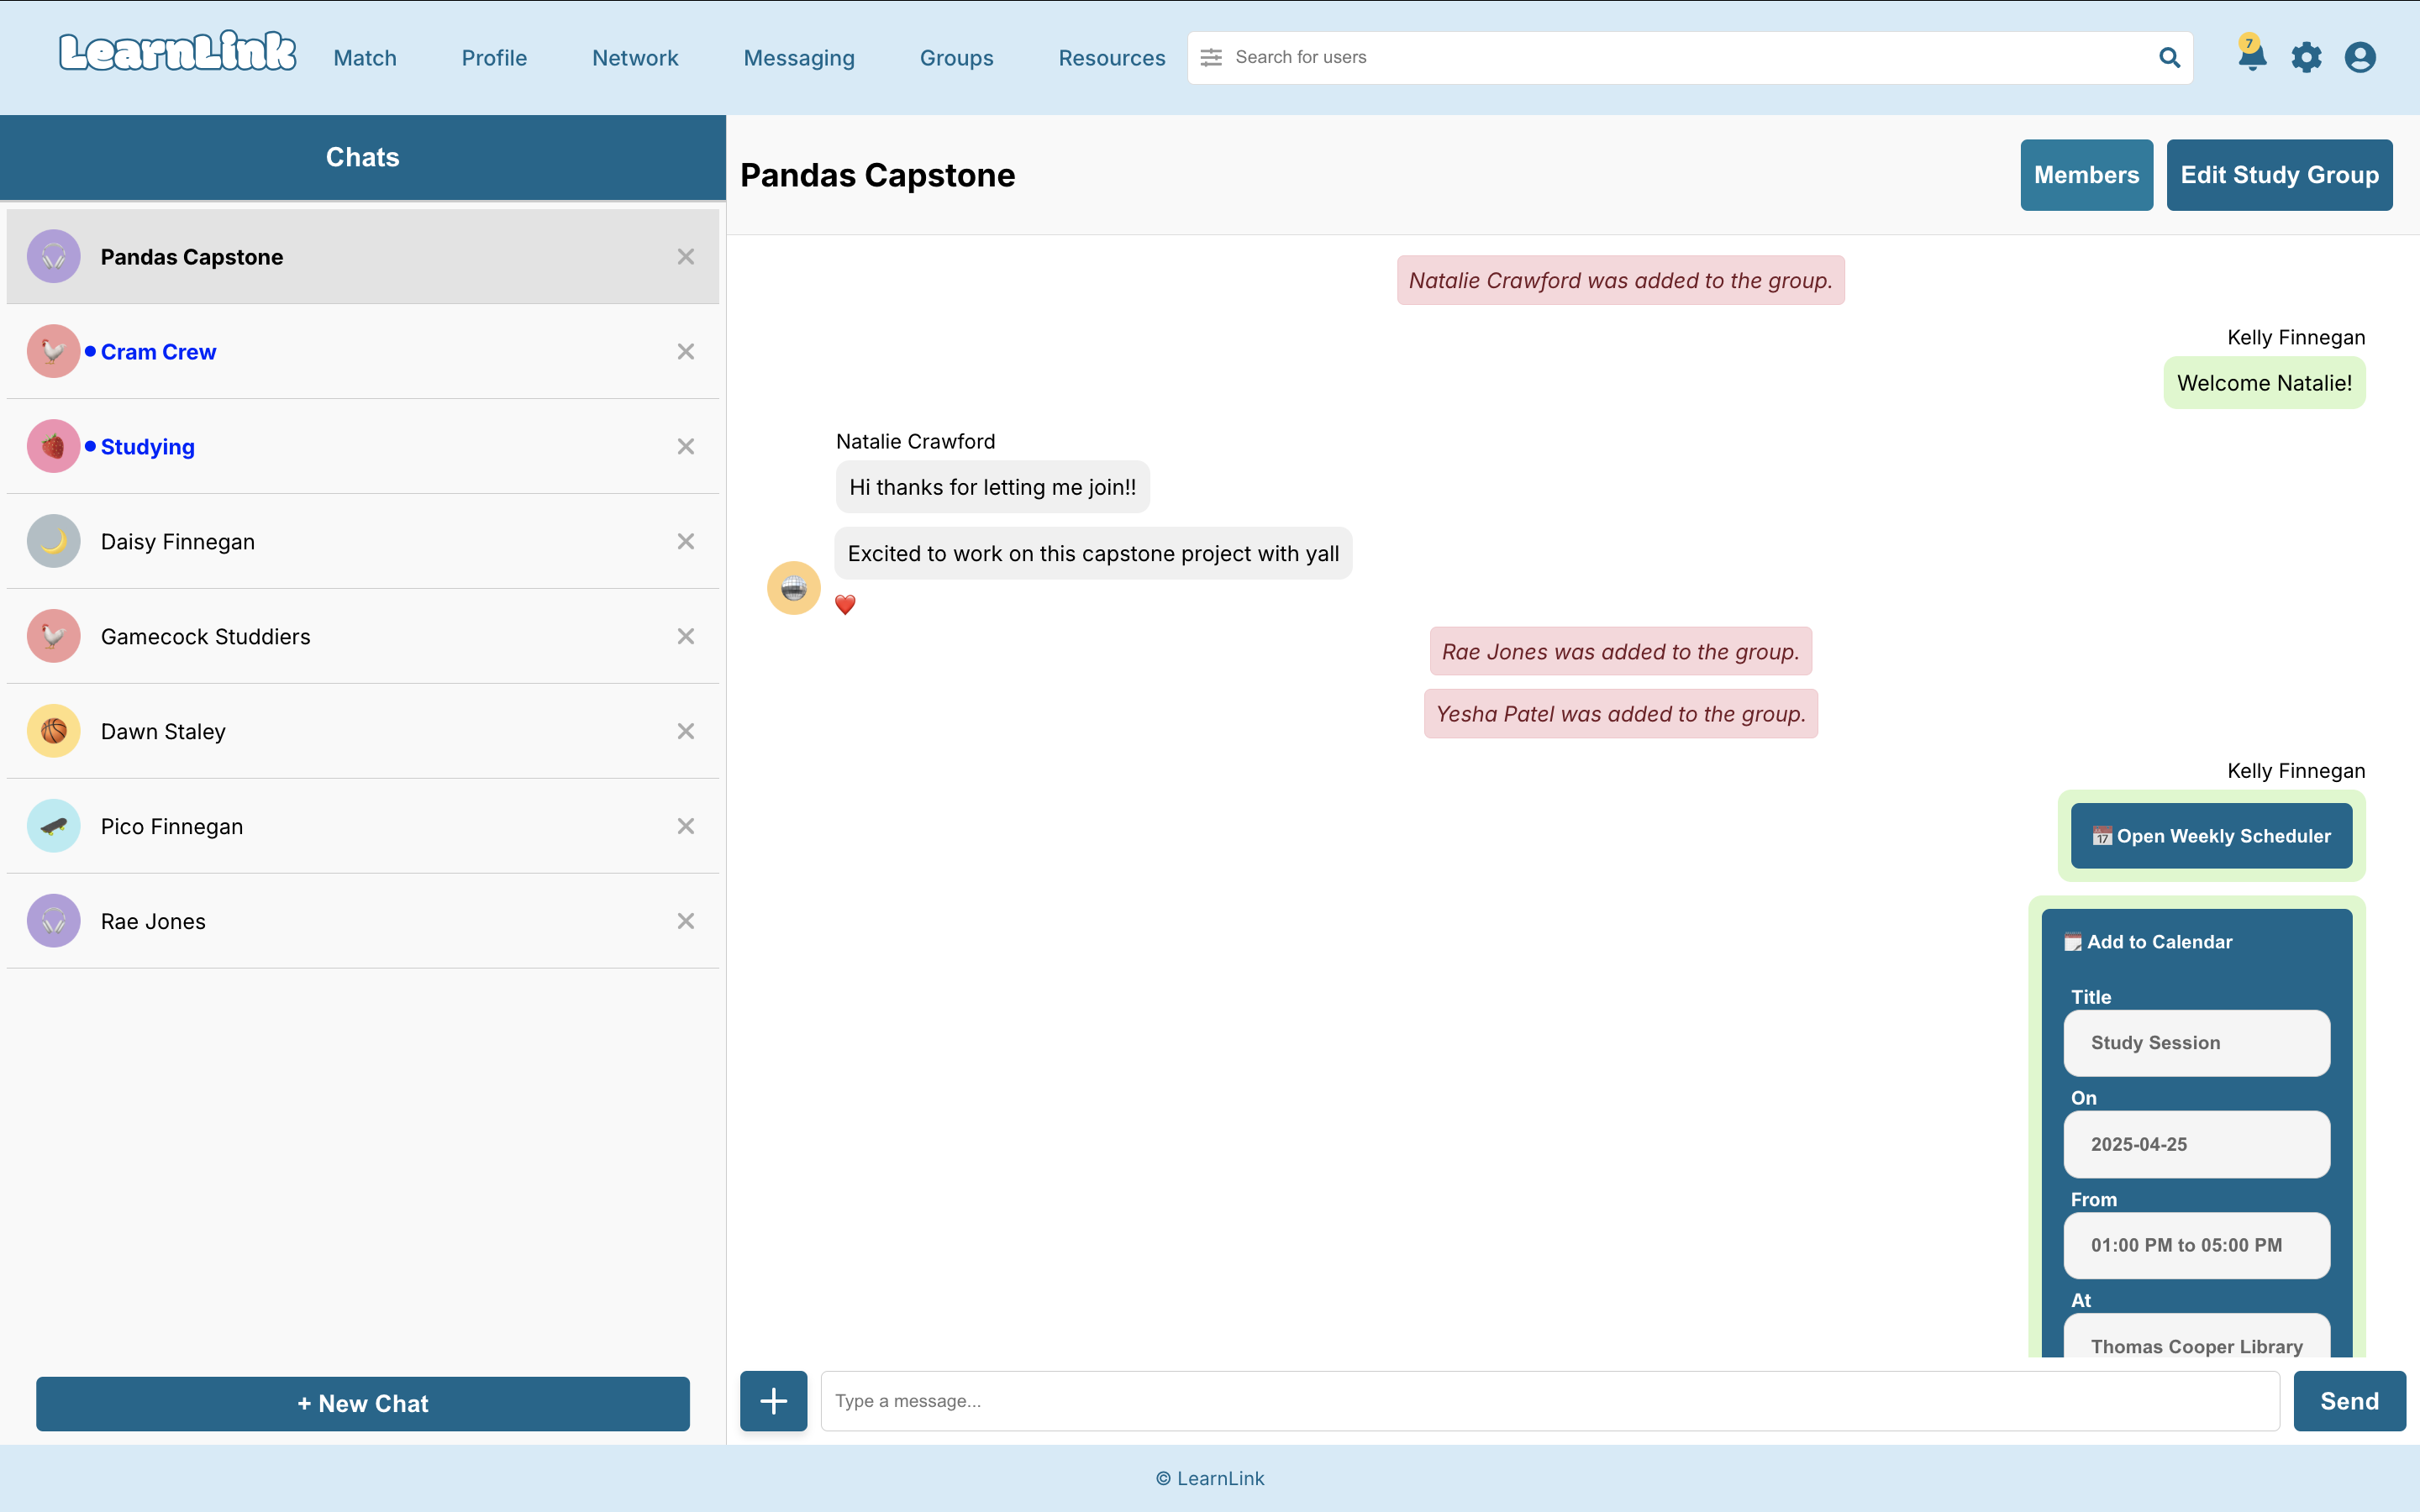 LearnLink
Match
Profile
Network
Messaging
Groups
Resources
Search for users
7
Chats
Pandas Capstone
Cram Crew
Studying
Daisy Finnegan
Gamecock Studdiers
Dawn Staley
Pico Finnegan
Rae Jones
+ New Chat
Pandas Capstone
Members
Edit Study Group
Natalie Crawford was added to the group.
Kelly Finnegan
Welcome Natalie!
Natalie Crawford
Hi thanks for letting me join!!
Excited to work on this capstone project with yall
❤️
Rae Jones was added to the group.
Yesha Patel was added to the group.
Kelly Finnegan
📅 Open Weekly Scheduler
🗓️ Add to Calendar
Title
Study Session
On
2025-04-25
From
01:00 PM to 05:00 PM
At
Thomas Cooper Library
Type a message...
Send
© LearnLink